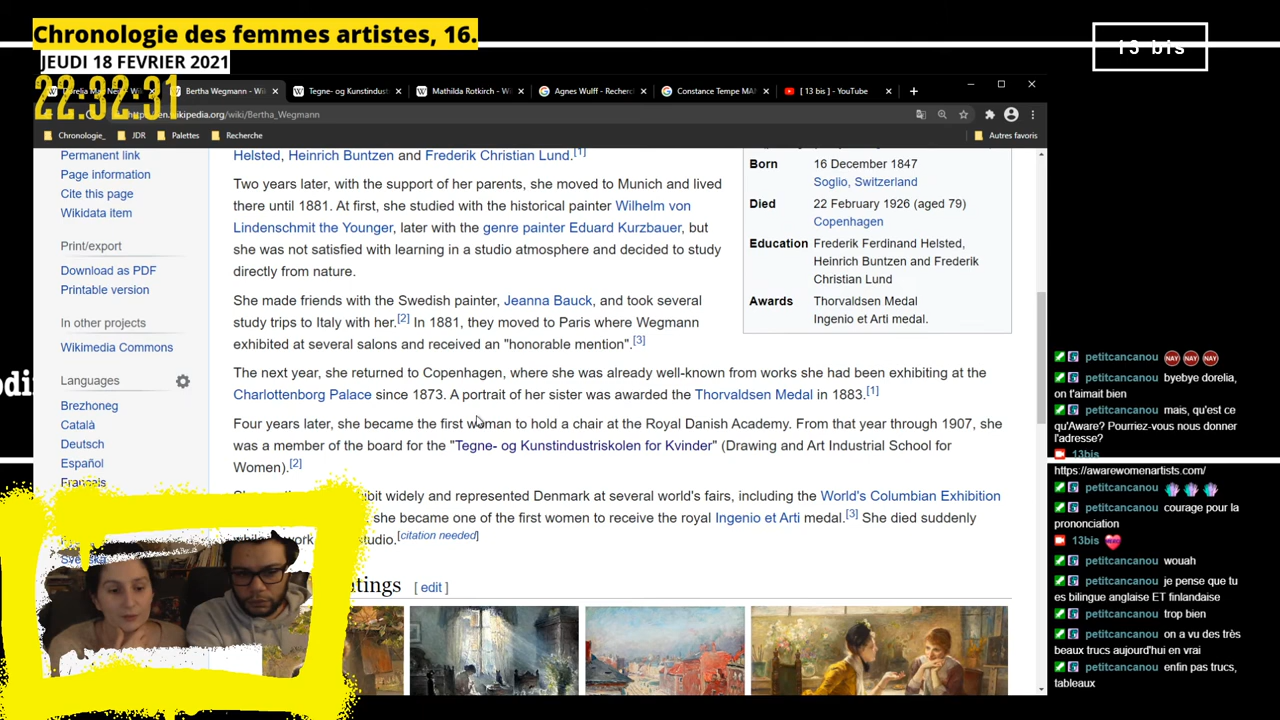 Chronologie des femmes artistes, 16.
JEUDI 18 FEVRIER 2021
22:32:31
13 bis
Bertha Wegmann - Wi
Tegne- og Kunstindust
Mathilda Rotkirch - Wi
Agnes Wulff - Recherc
Constance Tempe MA
[ 13 bis ] - YouTube
en.wikipedia.org/wiki/Bertha_Wegmann
Chronologie_
JDR
Palettes
Recherche
Autres favoris
Permanent link
Page information
Cite this page
Wikidata item
Print/export
Download as PDF
Printable version
In other projects
Wikimedia Commons
Languages
Brezhoneg
Català
Deutsch
Español
Français
Svenska
Helsted, Heinrich Buntzen and Frederik Christian Lund.[1]
Two years later, with the support of her parents, she moved to Munich and lived
there until 1881. At first, she studied with the historical painter Wilhelm von
Lindenschmit the Younger, later with the genre painter Eduard Kurzbauer, but
she was not satisfied with learning in a studio atmosphere and decided to study
directly from nature.
She made friends with the Swedish painter, Jeanna Bauck, and took several
study trips to Italy with her.[2] In 1881, they moved to Paris where Wegmann
exhibited at several salons and received an "honorable mention".[3]
The next year, she returned to Copenhagen, where she was already well-known from works she had been exhibiting at the
Charlottenborg Palace since 1873. A portrait of her sister was awarded the Thorvaldsen Medal in 1883.[1]
Four years later, she became the first woman to hold a chair at the Royal Danish Academy. From that year through 1907, she
was a member of the board for the "Tegne- og Kunstindustriskolen for Kvinder" (Drawing and Art Industrial School for
Women).[2]
and represented Denmark at several world's fairs, including the World's Columbian Exhibition
she became one of the first women to receive the royal Ingenio et Arti medal.[3] She died suddenly
[citation needed]
[ edit ]
Born
16 December 1847
Soglio, Switzerland
Died
22 February 1926 (aged 79)
Copenhagen
Education
Frederik Ferdinand Helsted,
Heinrich Buntzen and Frederik
Christian Lund
Awards
Thorvaldsen Medal
Ingenio et Arti medal.
petitcancanou NAY NAY NAY
petitcancanou byebye dorelia,
on t'aimait bien
petitcancanou mais, qu'est ce
qu'Aware? Pourriez-vous nous donner
l'adresse?
13bis
https://awarewomenartists.com/
petitcancanou
petitcancanou courage pour la
prononciation
13bis
petitcancanou wouah
petitcancanou je pense que tu
es bilingue anglaise ET finlandaise
petitcancanou trop bien
petitcancanou on a vu des très
beaux trucs aujourd'hui en vrai
petitcancanou enfin pas trucs,
tableaux